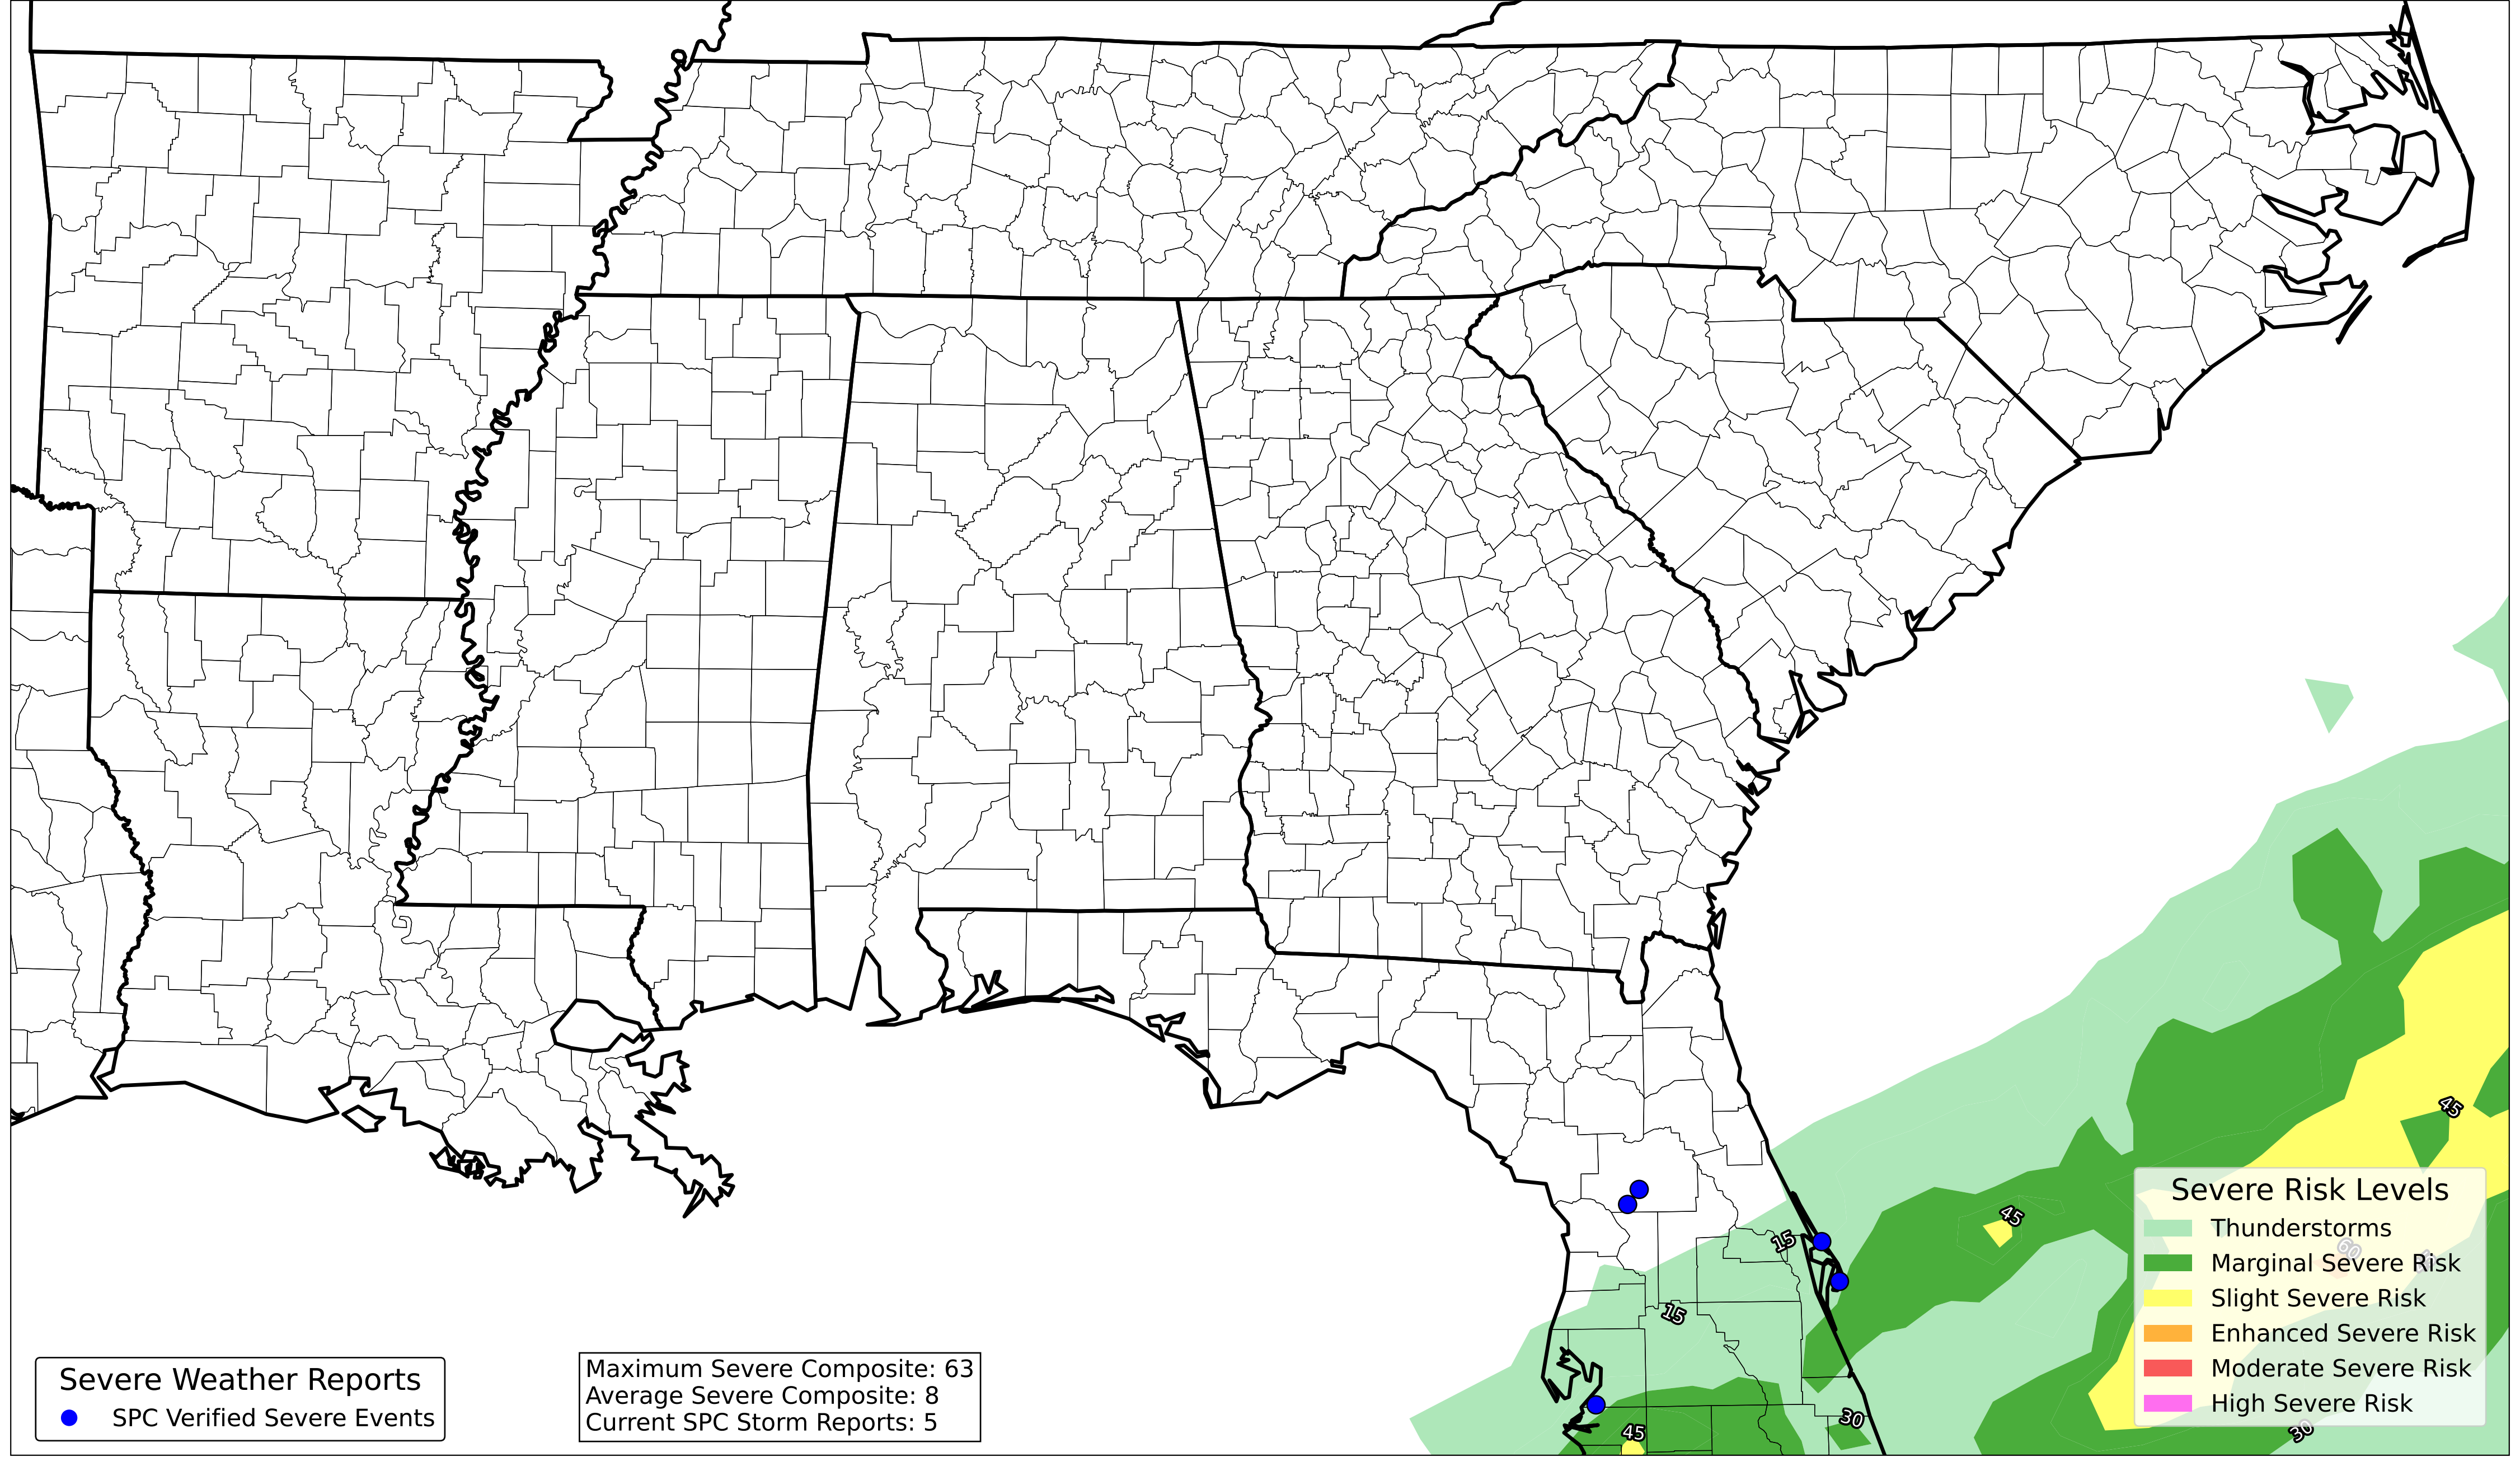 45
45
15
60
15
30
45
30
Severe Risk Levels
Thunderstorms
Marginal Severe Risk
Slight Severe Risk
Enhanced Severe Risk
Moderate Severe Risk
High Severe Risk
Severe Weather Reports
SPC Verified Severe Events
Maximum Severe Composite: 63
Average Severe Composite: 8
Current SPC Storm Reports: 5